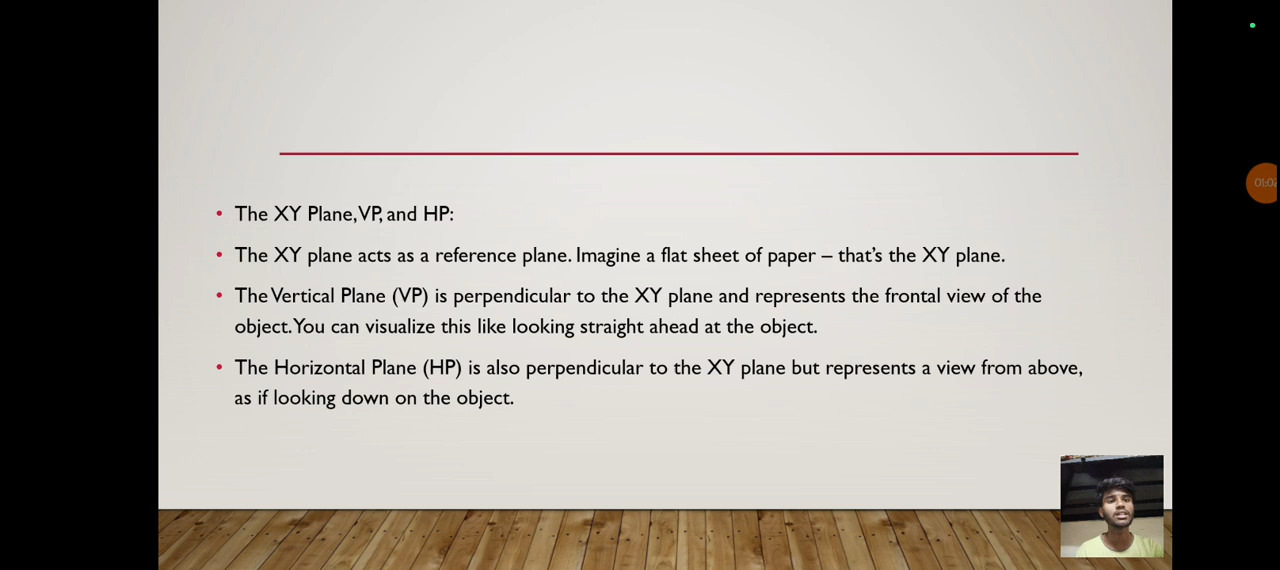 The XY Plane, VP, and HP:
The XY plane acts as a reference plane. Imagine a flat sheet of paper – that's the XY plane.
The Vertical Plane (VP) is perpendicular to the XY plane and represents the frontal view of the
object. You can visualize this like looking straight ahead at the object.
The Horizontal Plane (HP) is also perpendicular to the XY plane but represents a view from above,
as if looking down on the object.